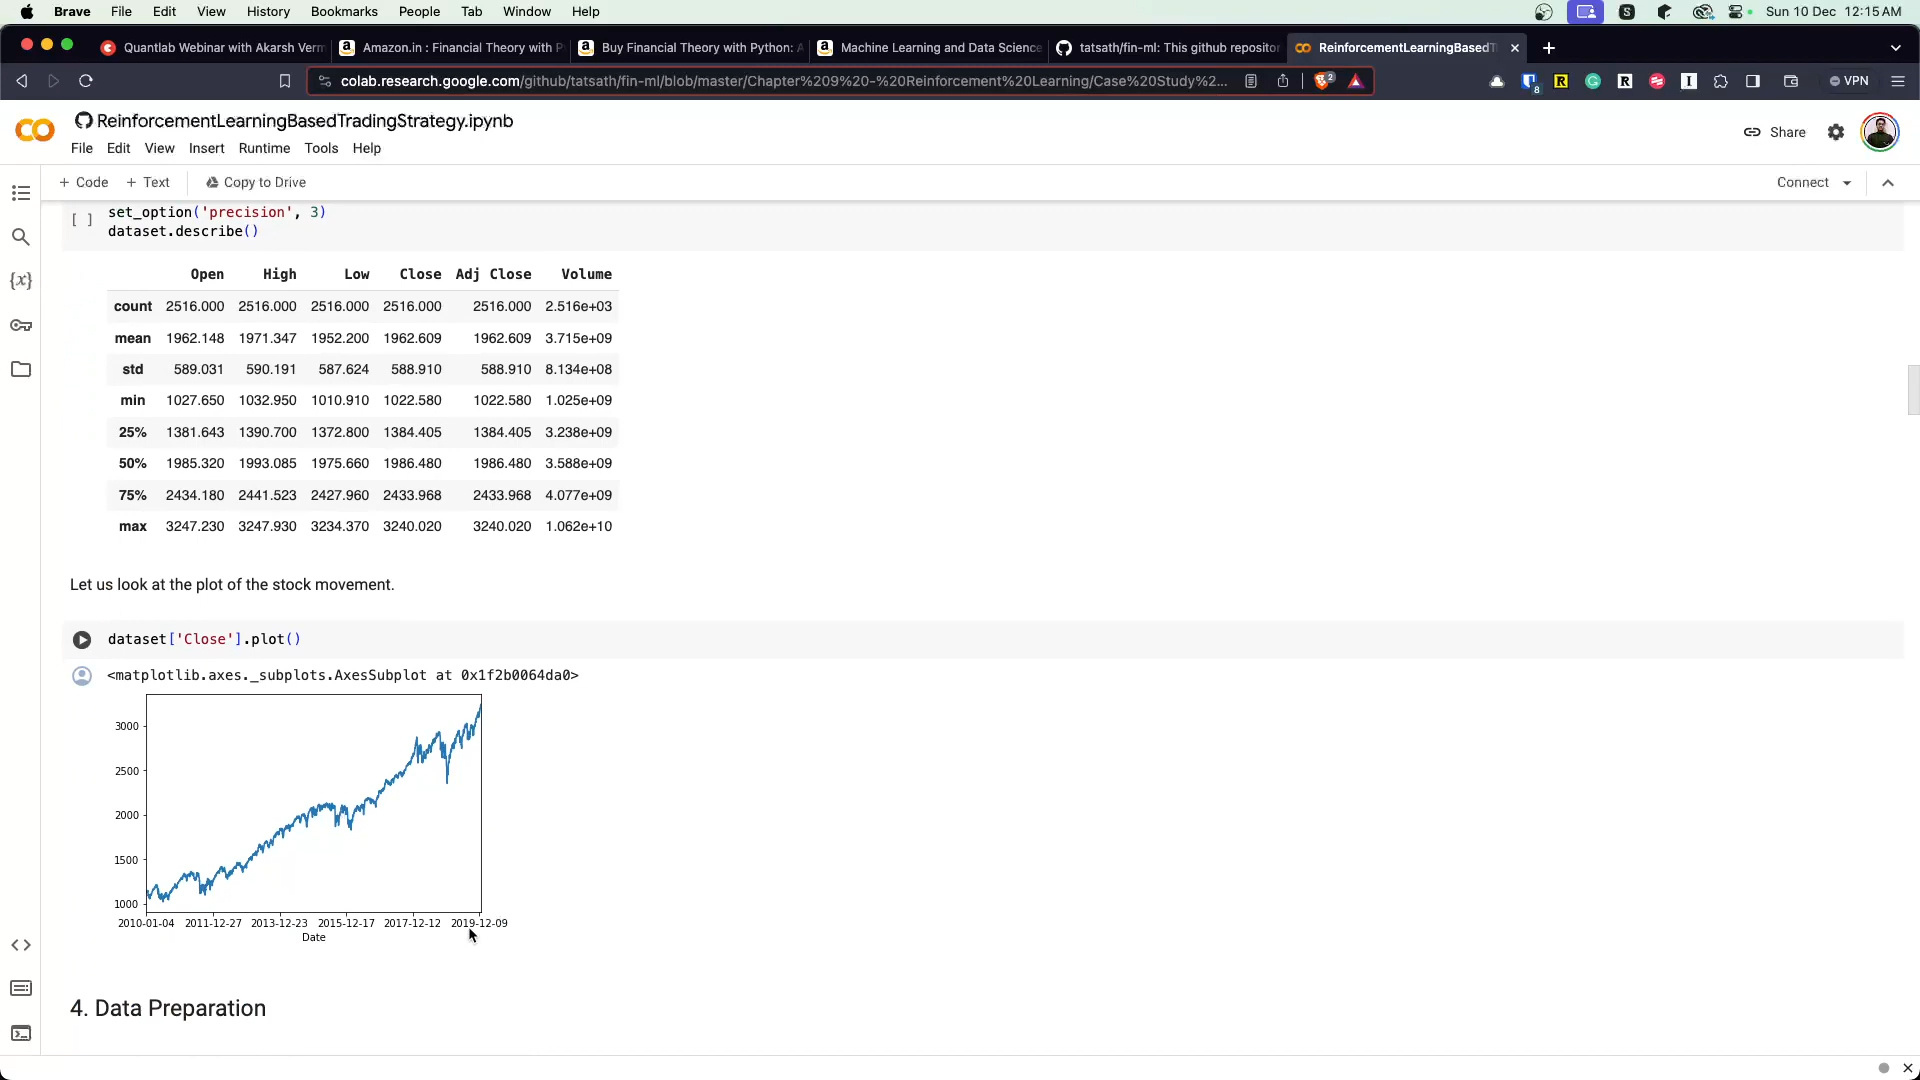 Brave File Edit View History Bookmarks People Tab Window Help Sun 10 Dec 12:15 AM
Quantlab Webinar with Akarsh Verm Amazon.in : Financial Theory with P Buy Financial Theory with Python: A Machine Learning and Data Science tatsath/fin-ml: This github repositor ReinforcementLearningBasedT
colab.research.google.com/github/tatsath/fin-ml/blob/master/Chapter%209%20-%20Reinforcement%20Learning/Case%20Study%2... 2 8 VPN
ReinforcementLearningBasedTradingStrategy.ipynb
Share
File Edit View Insert Runtime Tools Help
+ Code + Text Copy to Drive Connect
[ ] set_option('precision', 3)
dataset.describe()
Open High Low Close Adj Close Volume
count 2516.000 2516.000 2516.000 2516.000 2516.000 2.516e+03
mean 1962.148 1971.347 1952.200 1962.609 1962.609 3.715e+09
std 589.031 590.191 587.624 588.910 588.910 8.134e+08
min 1027.650 1032.950 1010.910 1022.580 1022.580 1.025e+09
25% 1381.643 1390.700 1372.800 1384.405 1384.405 3.238e+09
50% 1985.320 1993.085 1975.660 1986.480 1986.480 3.588e+09
75% 2434.180 2441.523 2427.960 2433.968 2433.968 4.077e+09
max 3247.230 3247.930 3234.370 3240.020 3240.020 1.062e+10
Let us look at the plot of the stock movement.
dataset['Close'].plot()
<matplotlib.axes._subplots.AxesSubplot at 0x1f2b0064da0>
3000
2500
2000
1500
1000
2010-01-04 2011-12-27 2013-12-23 2015-12-17 2017-12-12 2019-12-09
Date
4. Data Preparation